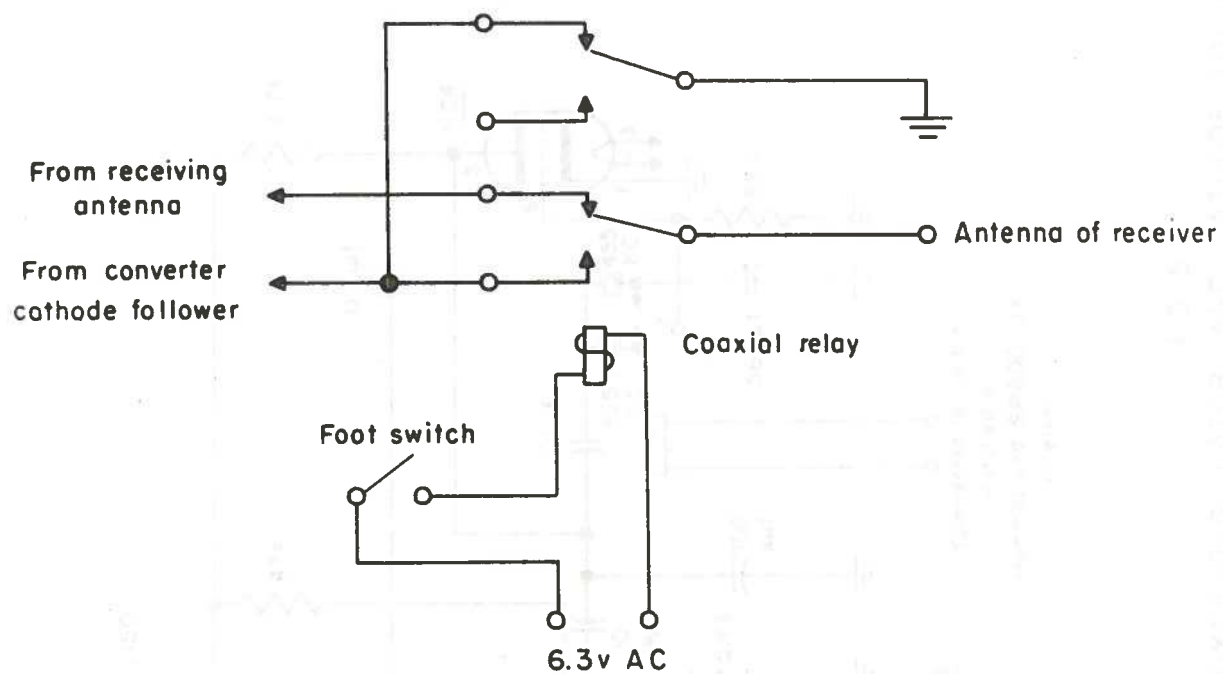 From receiving
antenna
From converter
cathode follower
Antenna of receiver
Coaxial relay
Foot switch
6.3v AC